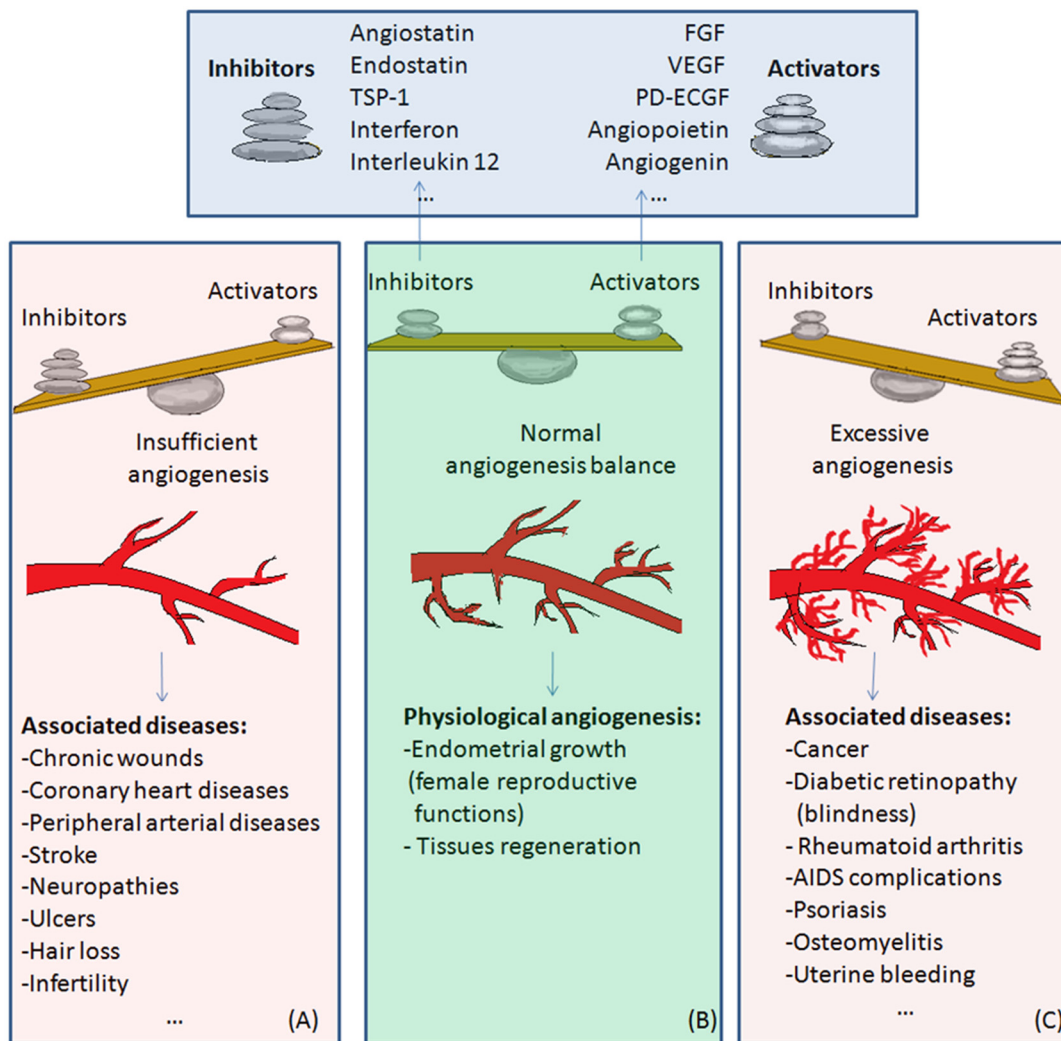 Inhibitors
Angiostatin
Endostatin
TSP-1
Interferon
Interleukin 12
...
FGF
VEGF
PD-ECGF
Angiopoietin
Angiogenin
...
Activators
Inhibitors
Activators
Insufficient
angiogenesis
Associated diseases:
-Chronic wounds
-Coronary heart diseases
-Peripheral arterial diseases
-Stroke
-Neuropathies
-Ulcers
-Hair loss
-Infertility
...
(A)
Inhibitors
Activators
Normal
angiogenesis balance
Physiological angiogenesis:
-Endometrial growth
(female reproductive
functions)
- Tissues regeneration
(B)
Inhibitors
Activators
Excessive
angiogenesis
Associated diseases:
-Cancer
-Diabetic retinopathy
(blindness)
- Rheumatoid arthritis
-AIDS complications
-Psoriasis
-Osteomyelitis
-Uterine bleeding
...
(C)